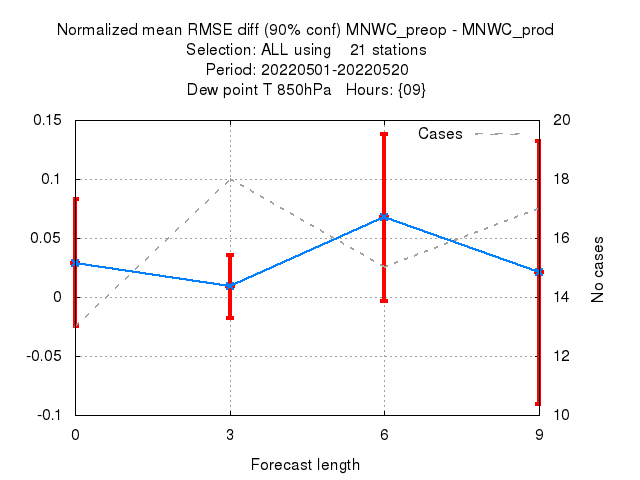 Normalized mean RMSE diff (90% conf) MNWC_preop - MNWC_prod
Selection: ALL using    21 stations
Period: 20220501-20220520
Dew point T 850hPa   Hours: {09}
Cases
0.15
0.1
0.05
0
-0.05
-0.1
20
18
16
14
12
10
No cases
0 3 6 9
Forecast length